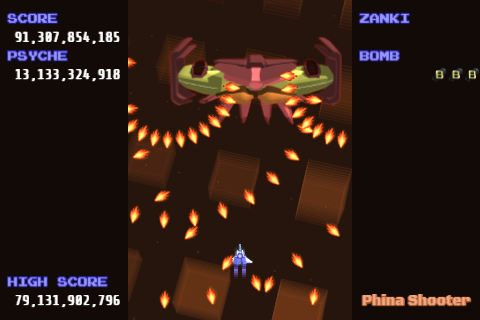 SCORE
91,307,854,185
PSYCHE
13,133,324,918
ZANKI
BOMB
B B B
HIGH SCORE
79,131,902,796
Phina Shooter